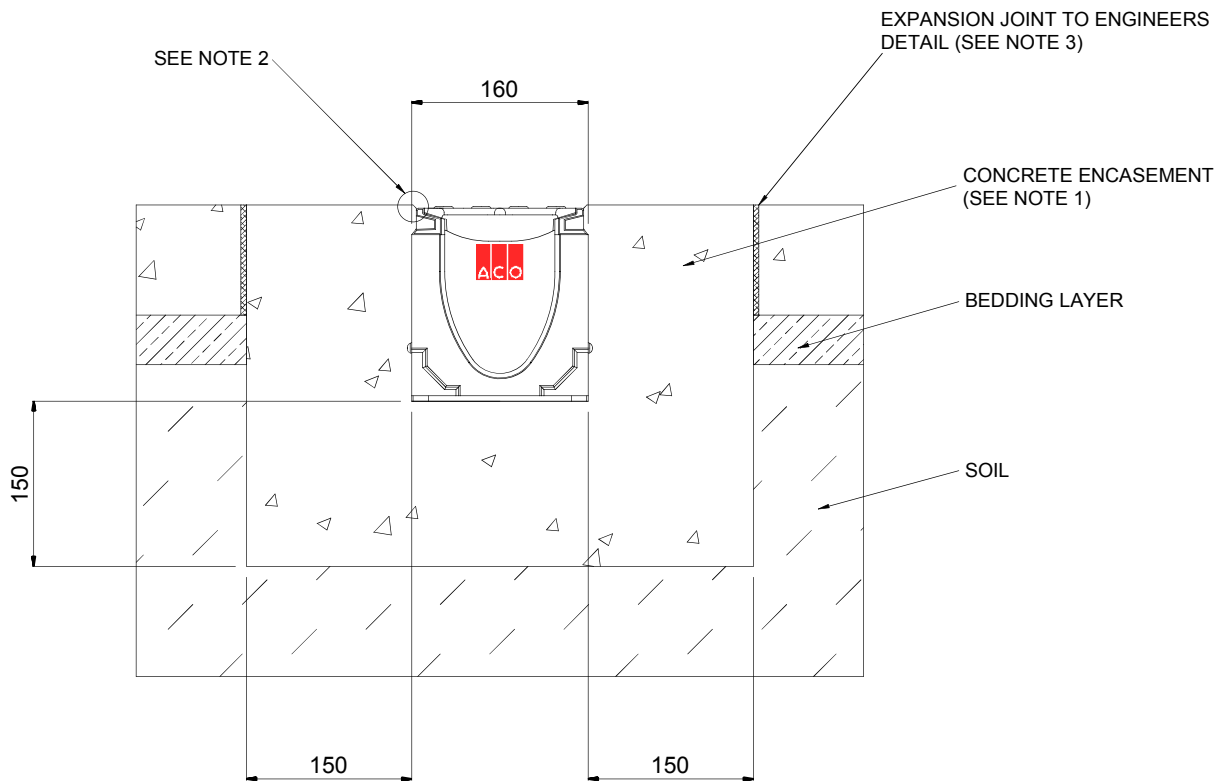 EXPANSION JOINT TO ENGINEERS
DETAIL (SEE NOTE 3)
SEE NOTE 2
160
CONCRETE ENCASEMENT
(SEE NOTE 1)
ACO
BEDDING LAYER
150
SOIL
150
150